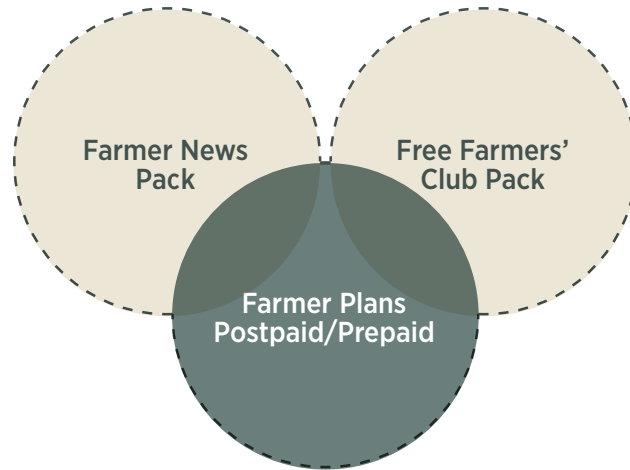 Farmer News
Pack
Free Farmers’
Club Pack
Farmer Plans
Postpaid/Prepaid